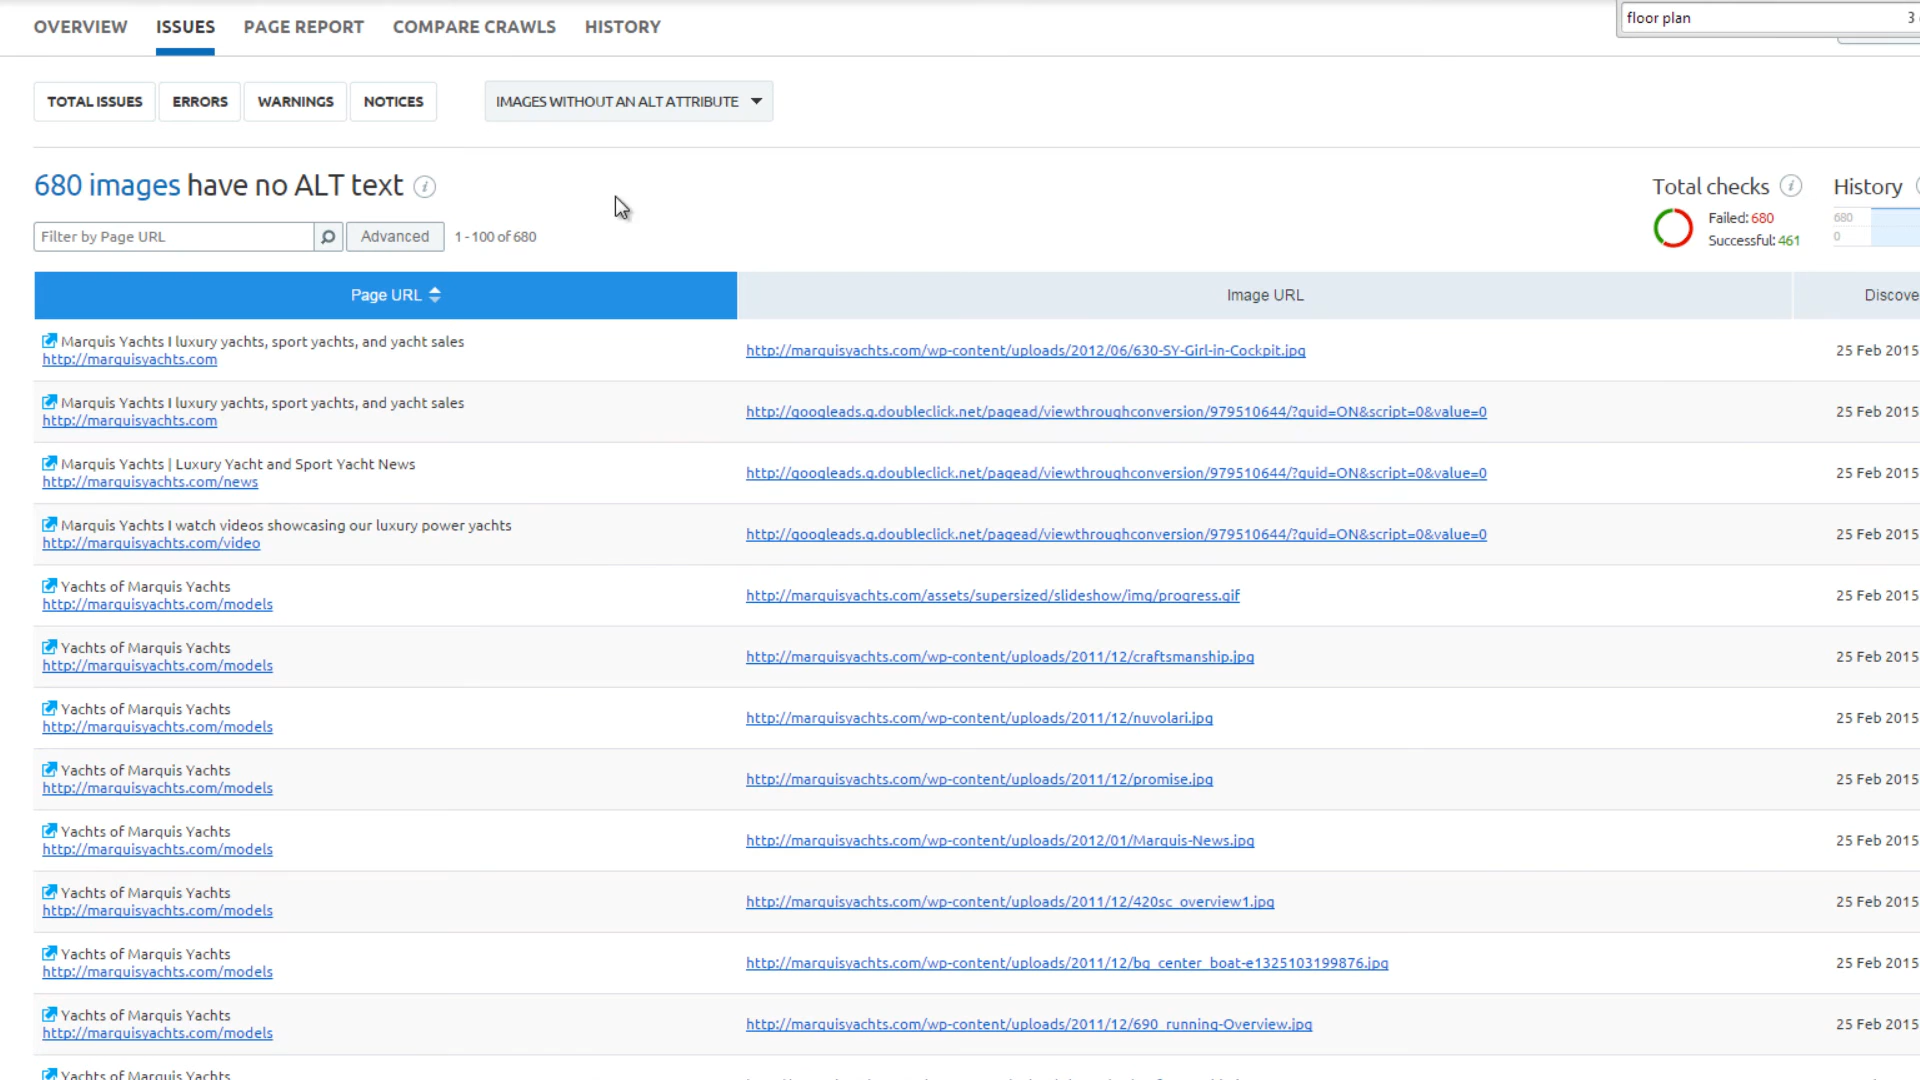 OVERVIEW ISSUES PAGE REPORT COMPARE CRAWLS HISTORY
floor plan 3
TOTAL ISSUES ERRORS WARNINGS NOTICES IMAGES WITHOUT AN ALT ATTRIBUTE
680 images have no ALT text
Total checks History
Failed: 680 680
Successful: 461 0
Filter by Page URL Advanced 1 - 100 of 680
Page URL Image URL Discove
Marquis Yachts I luxury yachts, sport yachts, and yacht sales
http://marquisyachts.com http://marquisyachts.com/wp-content/uploads/2012/06/630-SY-Girl-in-Cockpit.jpg 25 Feb 2015
Marquis Yachts I luxury yachts, sport yachts, and yacht sales
http://marquisyachts.com http://googleads.g.doubleclick.net/pagead/viewthroughconversion/979510644/?guid=ON&script=0&value=0 25 Feb 2015
Marquis Yachts | Luxury Yacht and Sport Yacht News
http://marquisyachts.com/news http://googleads.g.doubleclick.net/pagead/viewthroughconversion/979510644/?guid=ON&script=0&value=0 25 Feb 2015
Marquis Yachts I watch videos showcasing our luxury power yachts
http://marquisyachts.com/video http://googleads.g.doubleclick.net/pagead/viewthroughconversion/979510644/?guid=ON&script=0&value=0 25 Feb 2015
Yachts of Marquis Yachts
http://marquisyachts.com/models http://marquisyachts.com/assets/supersized/slideshow/img/progress.gif 25 Feb 2015
Yachts of Marquis Yachts
http://marquisyachts.com/models http://marquisyachts.com/wp-content/uploads/2011/12/craftsmanship.jpg 25 Feb 2015
Yachts of Marquis Yachts
http://marquisyachts.com/models http://marquisyachts.com/wp-content/uploads/2011/12/nuvolari.jpg 25 Feb 2015
Yachts of Marquis Yachts
http://marquisyachts.com/models http://marquisyachts.com/wp-content/uploads/2011/12/promise.jpg 25 Feb 2015
Yachts of Marquis Yachts
http://marquisyachts.com/models http://marquisyachts.com/wp-content/uploads/2012/01/Marquis-News.jpg 25 Feb 2015
Yachts of Marquis Yachts
http://marquisyachts.com/models http://marquisyachts.com/wp-content/uploads/2011/12/420sc_overview1.jpg 25 Feb 2015
Yachts of Marquis Yachts
http://marquisyachts.com/models http://marquisyachts.com/wp-content/uploads/2011/12/bg_center_boat-e1325103199876.jpg 25 Feb 2015
Yachts of Marquis Yachts
http://marquisyachts.com/models http://marquisyachts.com/wp-content/uploads/2011/12/690_running-Overview.jpg 25 Feb 2015
Yachts of Marquis Yachts